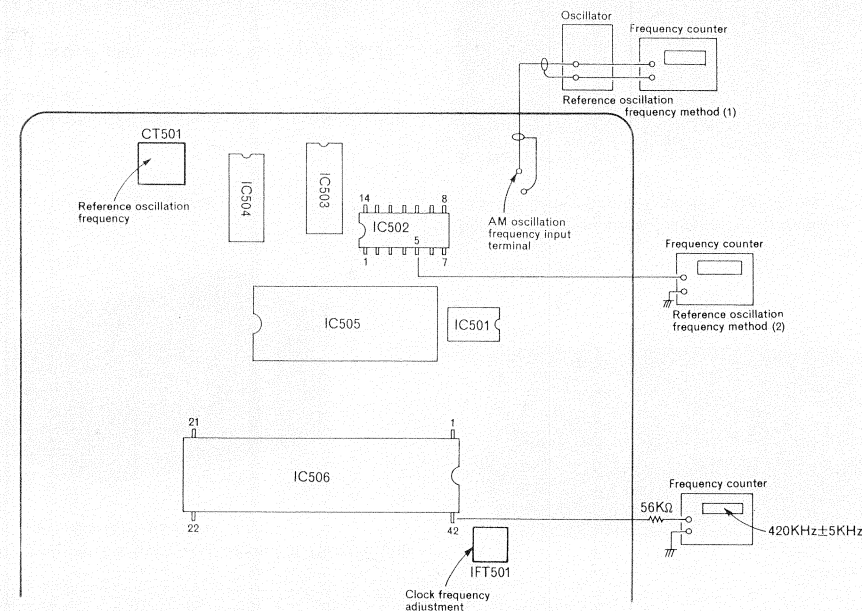 Oscillator
Frequency counter
Reference oscillation
frequency method (1)
CT501
Reference oscillation
frequency
IC504
IC503
14
8
IC502
5
1
7
AM oscillation
frequency input
terminal
Frequency counter
Reference oscillation
frequency method (2)
IC505
IC501
21
1
IC506
22
42
Frequency counter
56KΩ
420KHz±5KHz
IFT501
Clock frequency
adjustment